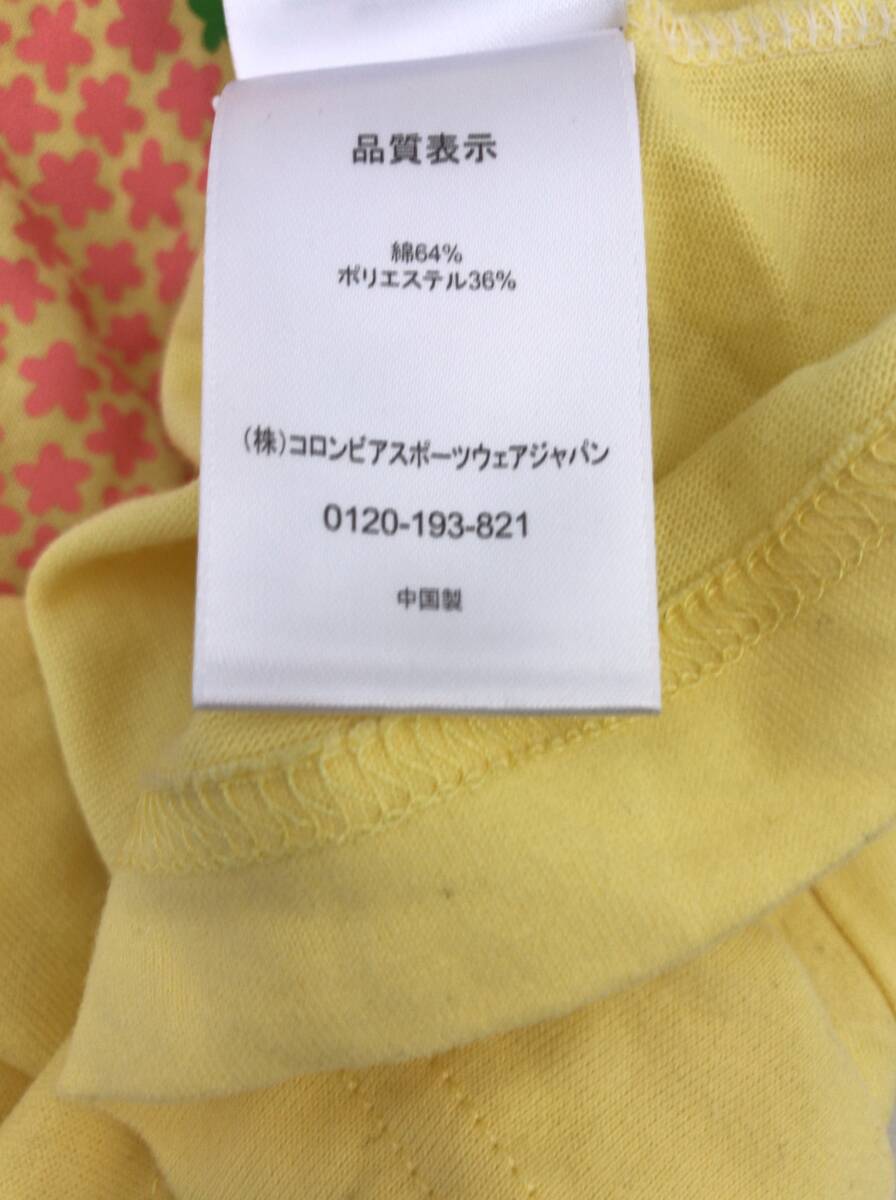 品質表示
綿64%
ポリエステル36%
(株)コロンビアスポーツウェアジャパン
0120-193-821
中国製